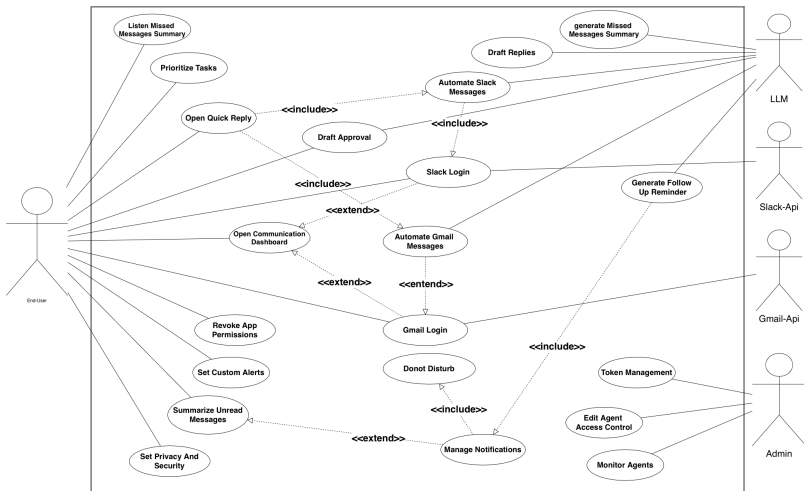 Listen Missed
Messages Summary
generate Missed
Messages Summary
Draft Replies
Prioritize Tasks
Automate Slack
Messages
LLM
<<include>>
Open Quick Reply
<<include>>
Draft Approval
Slack Login
<<include>>
Generate Follow
Up Reminder
Slack-Api
<<extend>>
Open Communication
Dashboard
Automate Gmail
Messages
<<extend>>
<<entend>>
End-User
Revoke App
Permissions
Gmail Login
Gmail-Api
<<include>>
Set Custom Alerts
Donot Disturb
Token Management
Summarize Unread
Messages
<<include>>
Edit Agent
Access Control
<<extend>>
Manage Notifications
Admin
Set Privacy And
Security
Monitor Agents